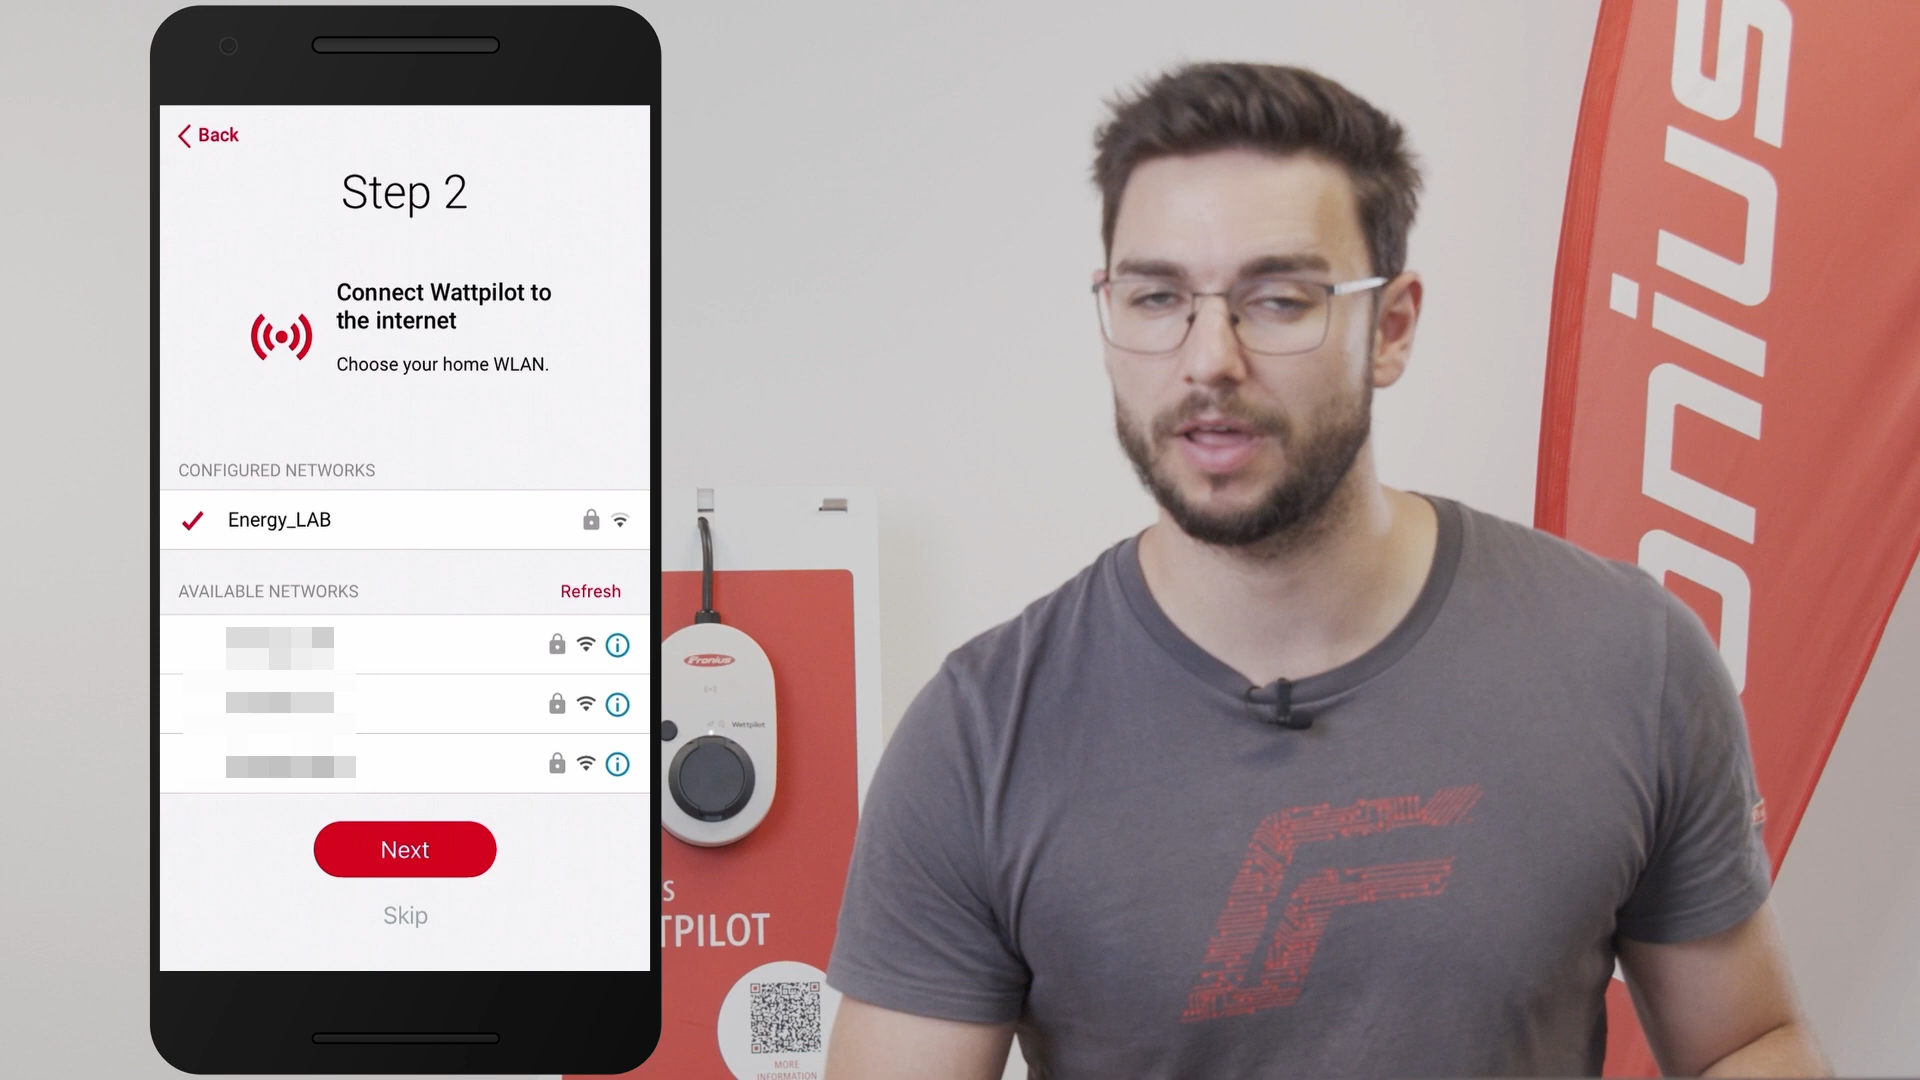 Back
Step 2
Connect Wattpilot to
the internet
Choose your home WLAN.
CONFIGURED NETWORKS
Energy_LAB
AVAILABLE NETWORKS
Refresh
Next
Skip
Fronius
Wattpilot
S
TPILOT
MORE
INFORMATION
onius